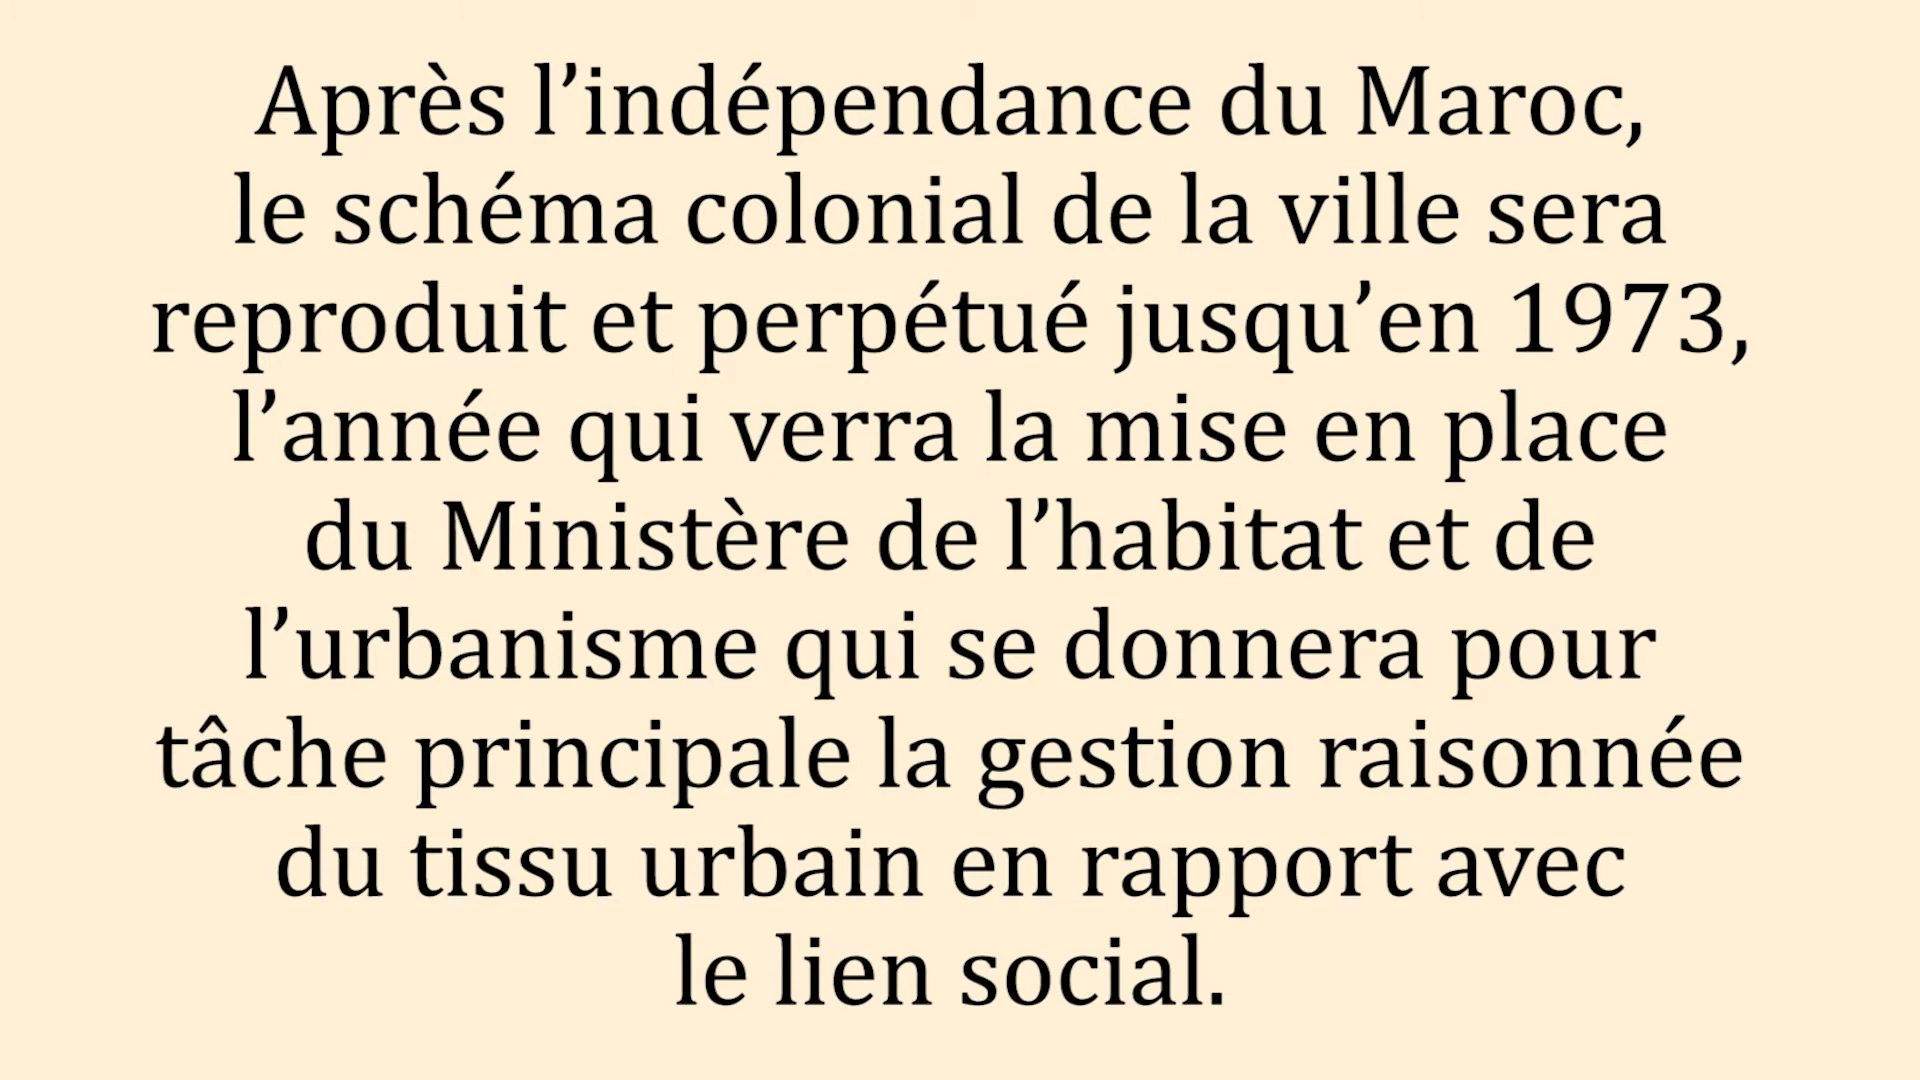 Après l’indépendance du Maroc,
le schéma colonial de la ville sera
reproduit et perpétué jusqu’en 1973,
l’année qui verra la mise en place
du Ministère de l’habitat et de
l’urbanisme qui se donnera pour
tâche principale la gestion raisonnée
du tissu urbain en rapport avec
le lien social.